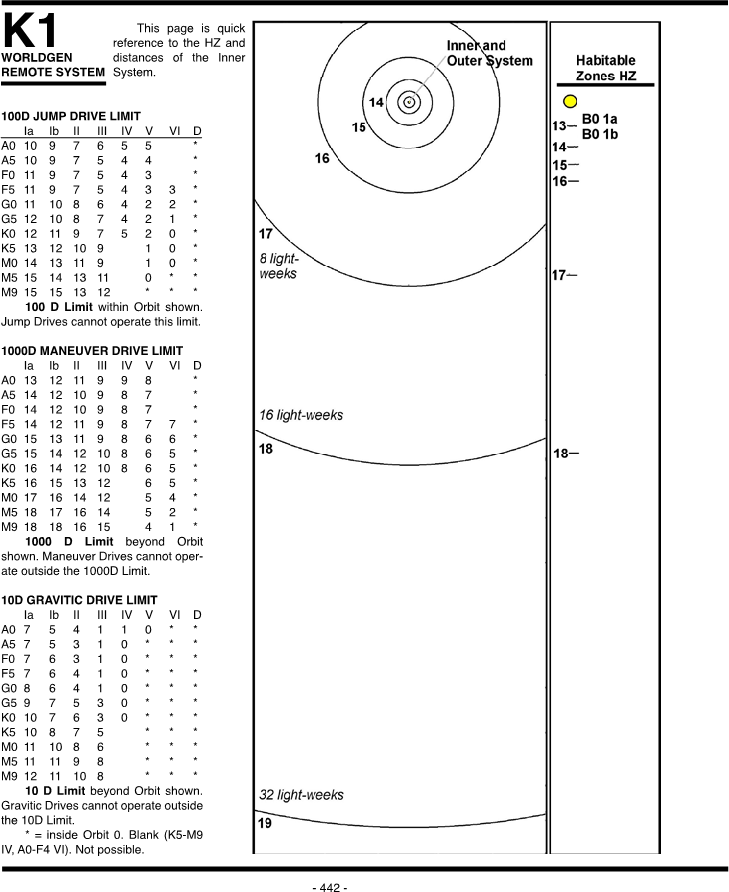 K1
WORLDGEN
REMOTE SYSTEM
This page is quick
reference to the HZ and
distances of the Inner
System.
100D JUMP DRIVE LIMIT
Ia Ib II III IV V VI D
A0 10 9 7 6 5 5 *
A5 10 9 7 5 4 4 *
F0 11 9 7 5 4 3 *
F5 11 9 7 5 4 3 3 *
G0 11 10 8 6 4 2 2 *
G5 12 10 8 7 4 2 1 *
K0 12 11 9 7 5 2 0 *
K5 13 12 10 9 1 0 *
M0 14 13 11 9 1 0 *
M5 15 14 13 11 0 * *
M9 15 15 13 12 * * *
100 D Limit within Orbit shown.
Jump Drives cannot operate this limit.
1000D MANEUVER DRIVE LIMIT
Ia Ib II III IV V VI D
A0 13 12 11 9 9 8 *
A5 14 12 10 9 8 7 *
F0 14 12 10 9 8 7 *
F5 14 12 11 9 8 7 7 *
G0 15 13 11 9 8 6 6 *
G5 15 14 12 10 8 6 5 *
K0 16 14 12 10 8 6 5 *
K5 16 15 13 12 6 5 *
M0 17 16 14 12 5 4 *
M5 18 17 16 14 5 2 *
M9 18 18 16 15 4 1 *
1000 D Limit beyond Orbit
shown. Maneuver Drives cannot oper-
ate outside the 1000D Limit.
10D GRAVITIC DRIVE LIMIT
Ia Ib II III IV V VI D
A0 7 5 4 1 1 0 * *
A5 7 5 3 1 0 * * *
F0 7 6 3 1 0 * * *
F5 7 6 4 1 0 * * *
G0 8 6 4 1 0 * * *
G5 9 7 5 3 0 * * *
K0 10 7 6 3 0 * * *
K5 10 8 7 5 * * *
M0 11 10 8 6 * * *
M5 11 11 9 8 * * *
M9 12 11 10 8 * * *
10 D Limit beyond Orbit shown.
Gravitic Drives cannot operate outside
the 10D Limit.
* = inside Orbit 0. Blank (K5-M9
IV, A0-F4 VI). Not possible.
Inner and
Outer System
14
15
16
17
8 light-
weeks
16 light-weeks
18
32 light-weeks
19
Habitable
Zones HZ
B0 1a
13
B0 1b
14
15
16
17
18
- 442 -